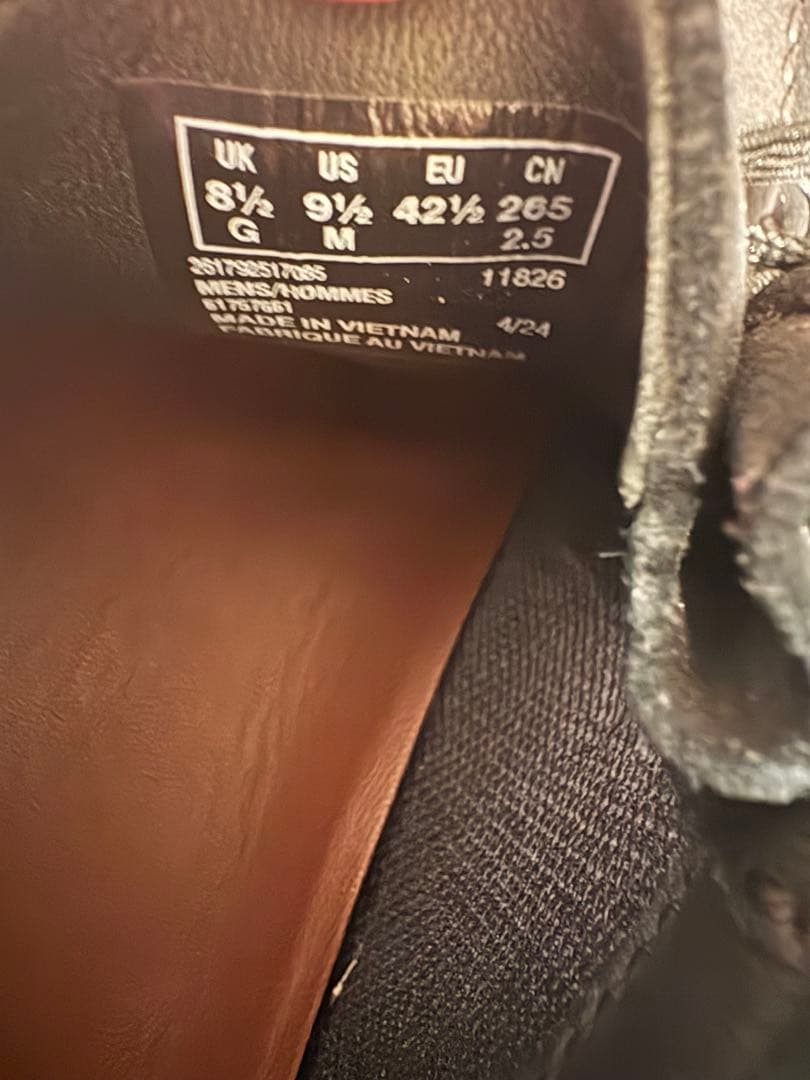 UK US EU CN
8½ 9½ 42½ 265
G M 2.5
261792517085 11826
MENS/HOMMES
MADE IN VIETNAM 4/24
FABRIQUE AU VIETNAM